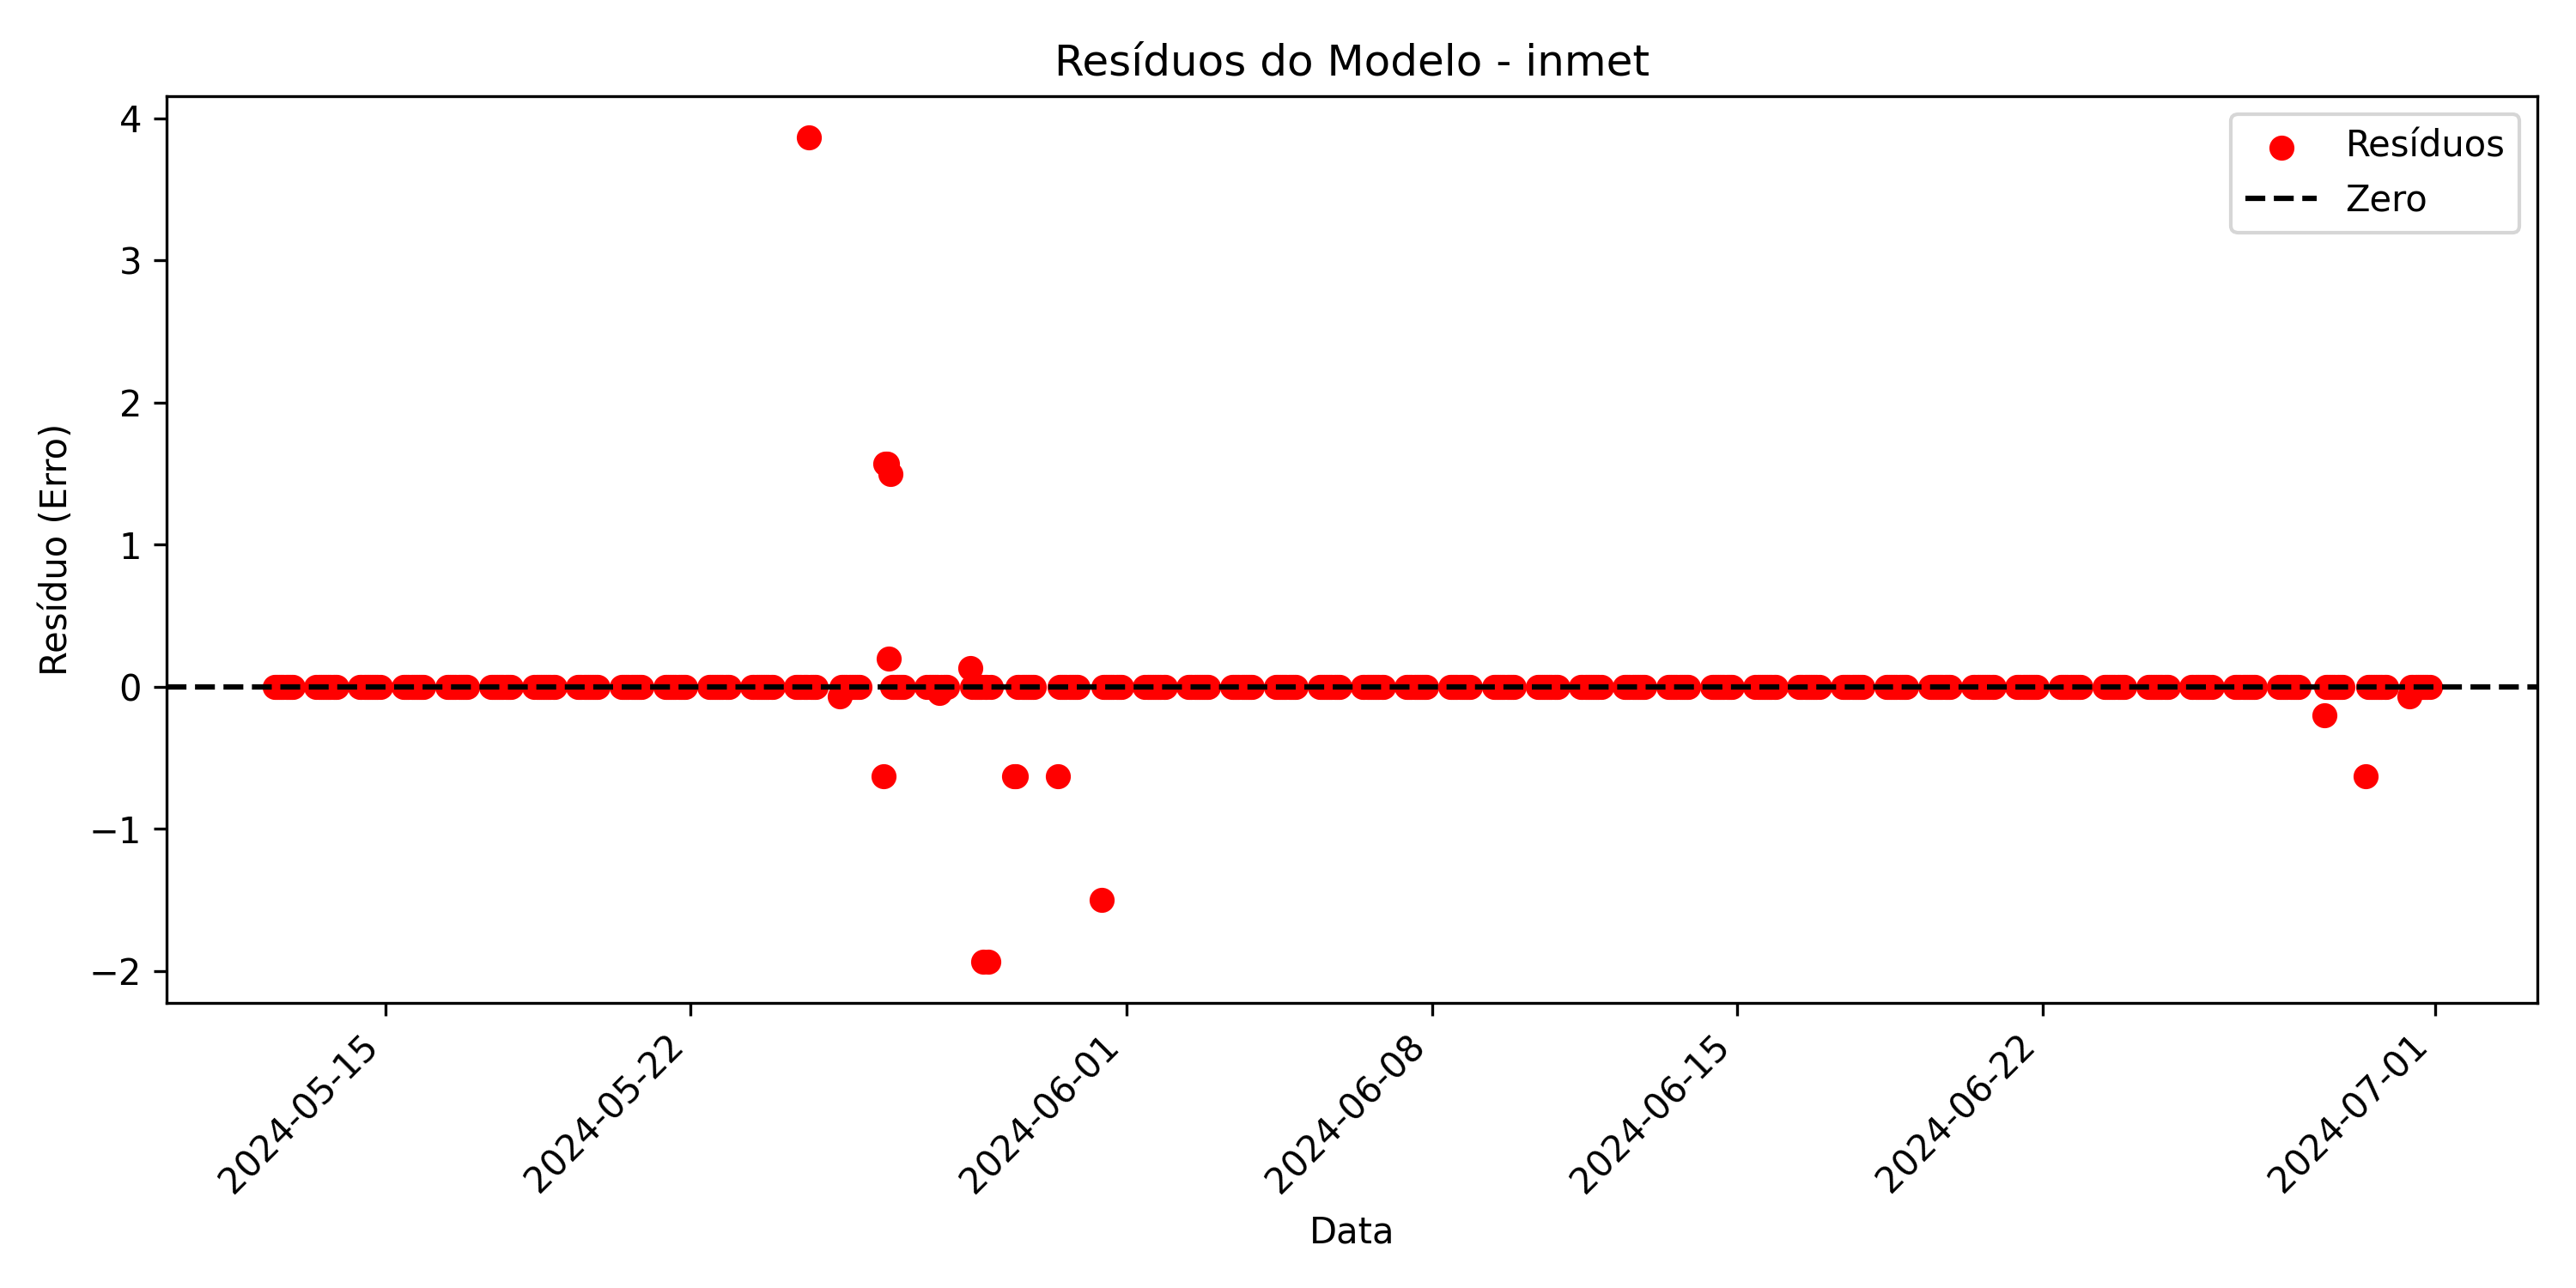 Resíduos do Modelo - inmet
Resíduos
Zero
Resíduo (Erro)
4
3
2
1
0
−1
−2
2024-05-15
2024-05-22
2024-06-01
2024-06-08
2024-06-15
2024-06-22
2024-07-01
Data